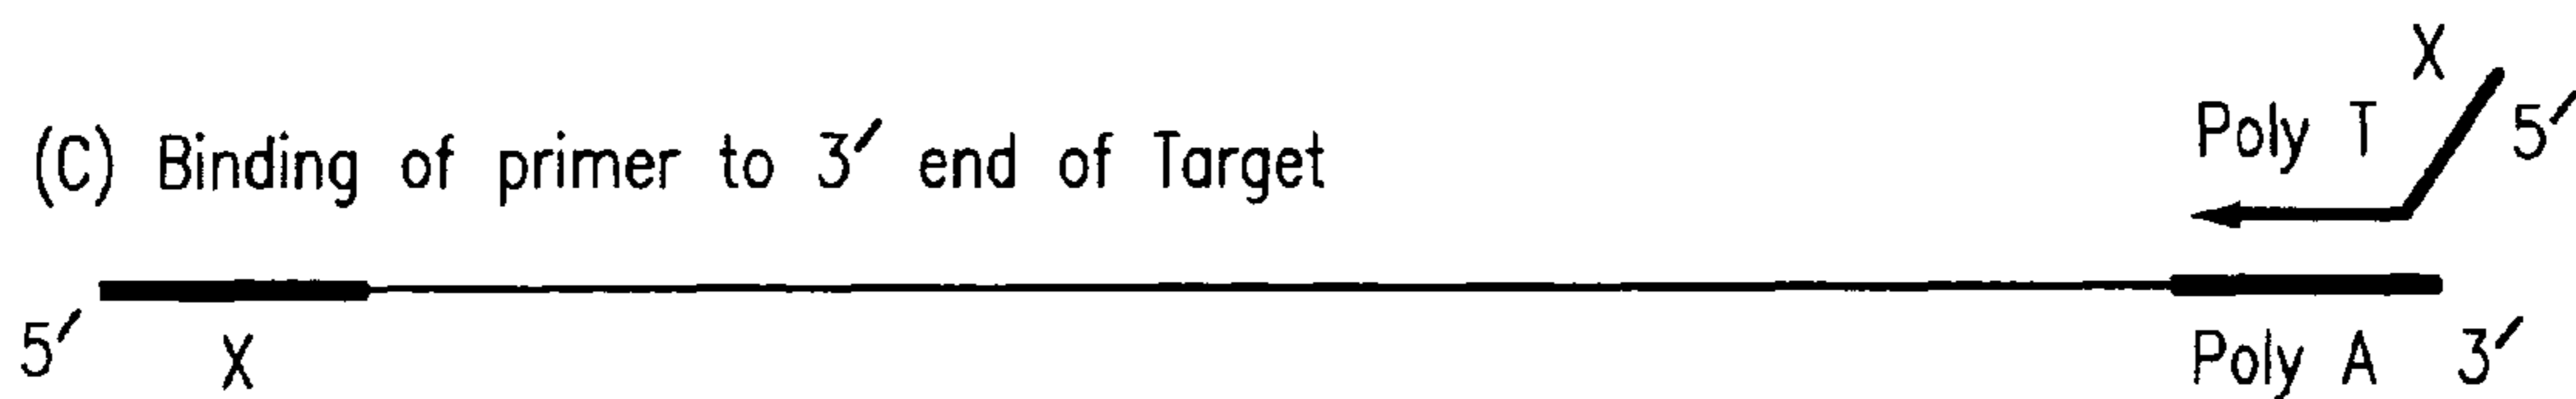 X
Poly T 5′
(C) Binding of primer to 3′ end of Target
5′ X Poly A 3′